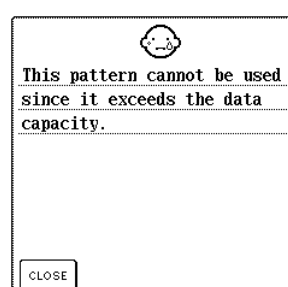 This pattern cannot be used
since it exceeds the data
capacity.
CLOSE